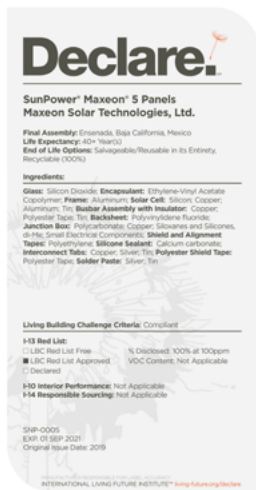 Declare.
SunPower® Maxeon® 5 Panels
Maxeon Solar Technologies, Ltd.
Final Assembly: Ensenada, Baja California, Mexico
Life Expectancy: 40+ Year(s)
End of Life Options: Salvageable/Reusable in its Entirety,
Recyclable (100%)
Ingredients:
Glass: Silicon Dioxide; Encapsulant: Ethylene-Vinyl Acetate
Copolymer; Frame: Aluminum; Solar Cell: Silicon; Copper;
Aluminum; Tin; Busbar Assembly with Insulator: Copper;
Polyester Tape; Tin; Backsheet: Polyvinylidene fluoride;
Junction Box: Polycarbonate; Copper; Siloxanes and Silicones,
di-Me; Small Electrical Components; Shield and Alignment
Tapes: Polyethylene; Silicone Sealant: Calcium carbonate;
Interconnect Tabs: Copper; Silver; Tin; Polyester Shield Tape:
Polyester Tape; Solder Paste: Silver; Tin
Living Building Challenge Criteria: Compliant
I-13 Red List:
LBC Red List Free % Disclosed: 100% at 100ppm
LBC Red List Approved VOC Content: Not Applicable
Declared
I-10 Interior Performance: Not Applicable
I-14 Responsible Sourcing: Not Applicable
SNP-0005
EXP. 01 SEP 2021
Original Issue Date: 2019
MANUFACTURER RESPONSIBLE FOR LABEL ACCURACY
INTERNATIONAL LIVING FUTURE INSTITUTE™ living-future.org/declare